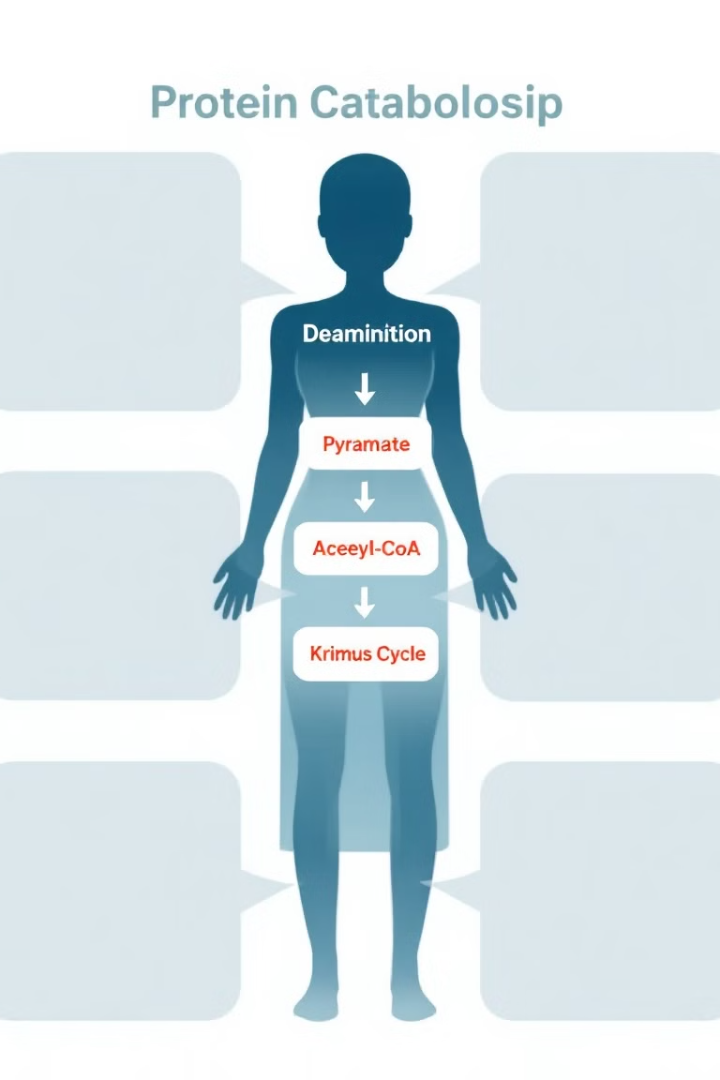 Protein Catabolosip
Deaminition
Pyramate
Aceeyl-CoA
Krimus Cycle